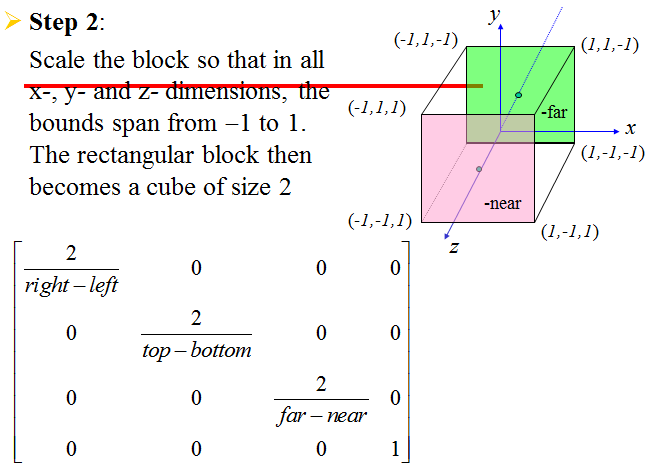 Step 2:
Scale the block so that in all
x-, y- and z- dimensions, the
bounds span from −1 to 1.
The rectangular block then
becomes a cube of size 2
y
(-1,1,-1)
(1,1,-1)
(-1,1,1)
-far
x
(1,-1,-1)
-near
(-1,-1,1)
(1,-1,1)
z
2
right − left
0
0
0
0
2
top − bottom
0
0
0
0
2
far − near
0
0
0
0
1